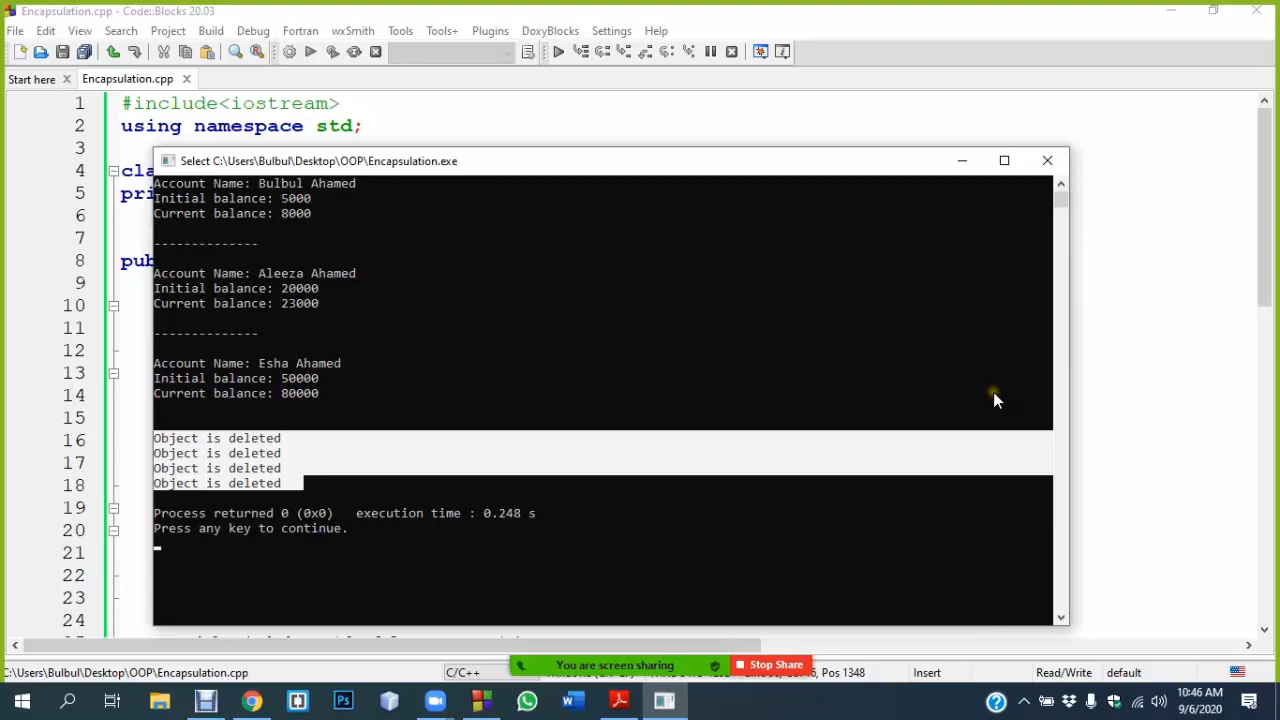 Encapsulation.cpp - Code::Blocks 20.03
File Edit View Search Project Build Debug Fortran wxSmith Tools Tools+ Plugins DoxyBlocks Settings Help
Start here Encapsulation.cpp
1 #include<iostream>
2 using namespace std;
3
Select C:\Users\Bulbul\Desktop\OOP\Encapsulation.exe
4 cla
5 pri
6
7
8 pub
9
10
11
12
13
14
15
16
17
18
19
20
21
22
23
24
Account Name: Bulbul Ahamed
Initial balance: 5000
Current balance: 8000
--------------
Account Name: Aleeza Ahamed
Initial balance: 20000
Current balance: 23000
--------------
Account Name: Esha Ahamed
Initial balance: 50000
Current balance: 80000
Object is deleted
Object is deleted
Object is deleted
Object is deleted
Process returned 0 (0x0)   execution time : 0.248 s
Press any key to continue.
C:\Users\Bulbul\Desktop\OOP\Encapsulation.cpp C/C++ Pos 1348 Insert Read/Write default
You are screen sharing Stop Share
10:46 AM
9/6/2020